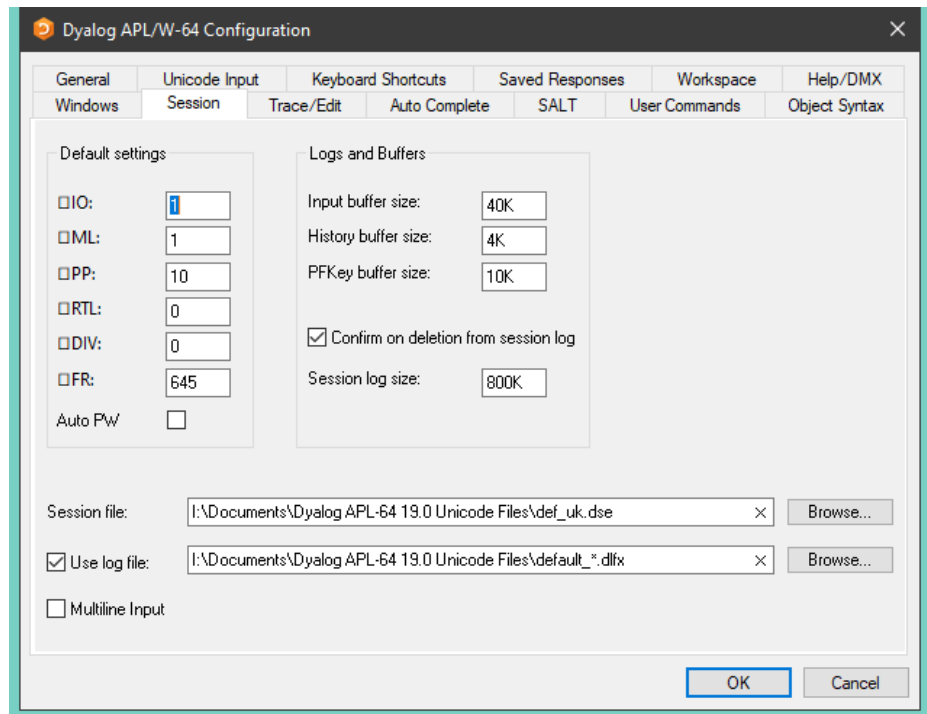 Dyalog APL/W-64 Configuration
General Unicode Input Keyboard Shortcuts Saved Responses Workspace Help/DMX
Windows Session Trace/Edit Auto Complete SALT User Commands Object Syntax
Default settings
⎕IO: 1
⎕ML: 1
⎕PP: 10
⎕RTL: 0
⎕DIV: 0
⎕FR: 645
Auto PW
Logs and Buffers
Input buffer size: 40K
History buffer size: 4K
PFKey buffer size: 10K
Confirm on deletion from session log
Session log size: 800K
Session file: I:\Documents\Dyalog APL-64 19.0 Unicode Files\def_uk.dse Browse...
Use log file: I:\Documents\Dyalog APL-64 19.0 Unicode Files\default_*.dlfx Browse...
Multiline Input
OK Cancel